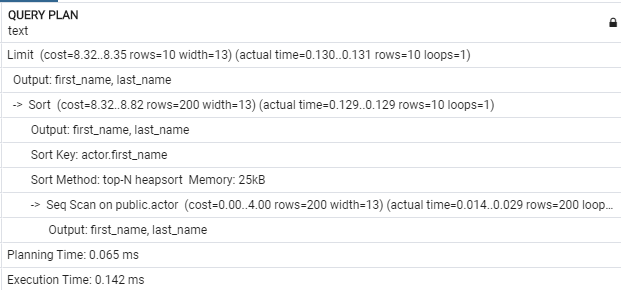 QUERY PLAN
text
Limit (cost=8.32..8.35 rows=10 width=13) (actual time=0.130..0.131 rows=10 loops=1)
Output: first_name, last_name
-> Sort (cost=8.32..8.82 rows=200 width=13) (actual time=0.129..0.129 rows=10 loops=1)
Output: first_name, last_name
Sort Key: actor.first_name
Sort Method: top-N heapsort Memory: 25kB
-> Seq Scan on public.actor (cost=0.00..4.00 rows=200 width=13) (actual time=0.014..0.029 rows=200 loop...
Output: first_name, last_name
Planning Time: 0.065 ms
Execution Time: 0.142 ms